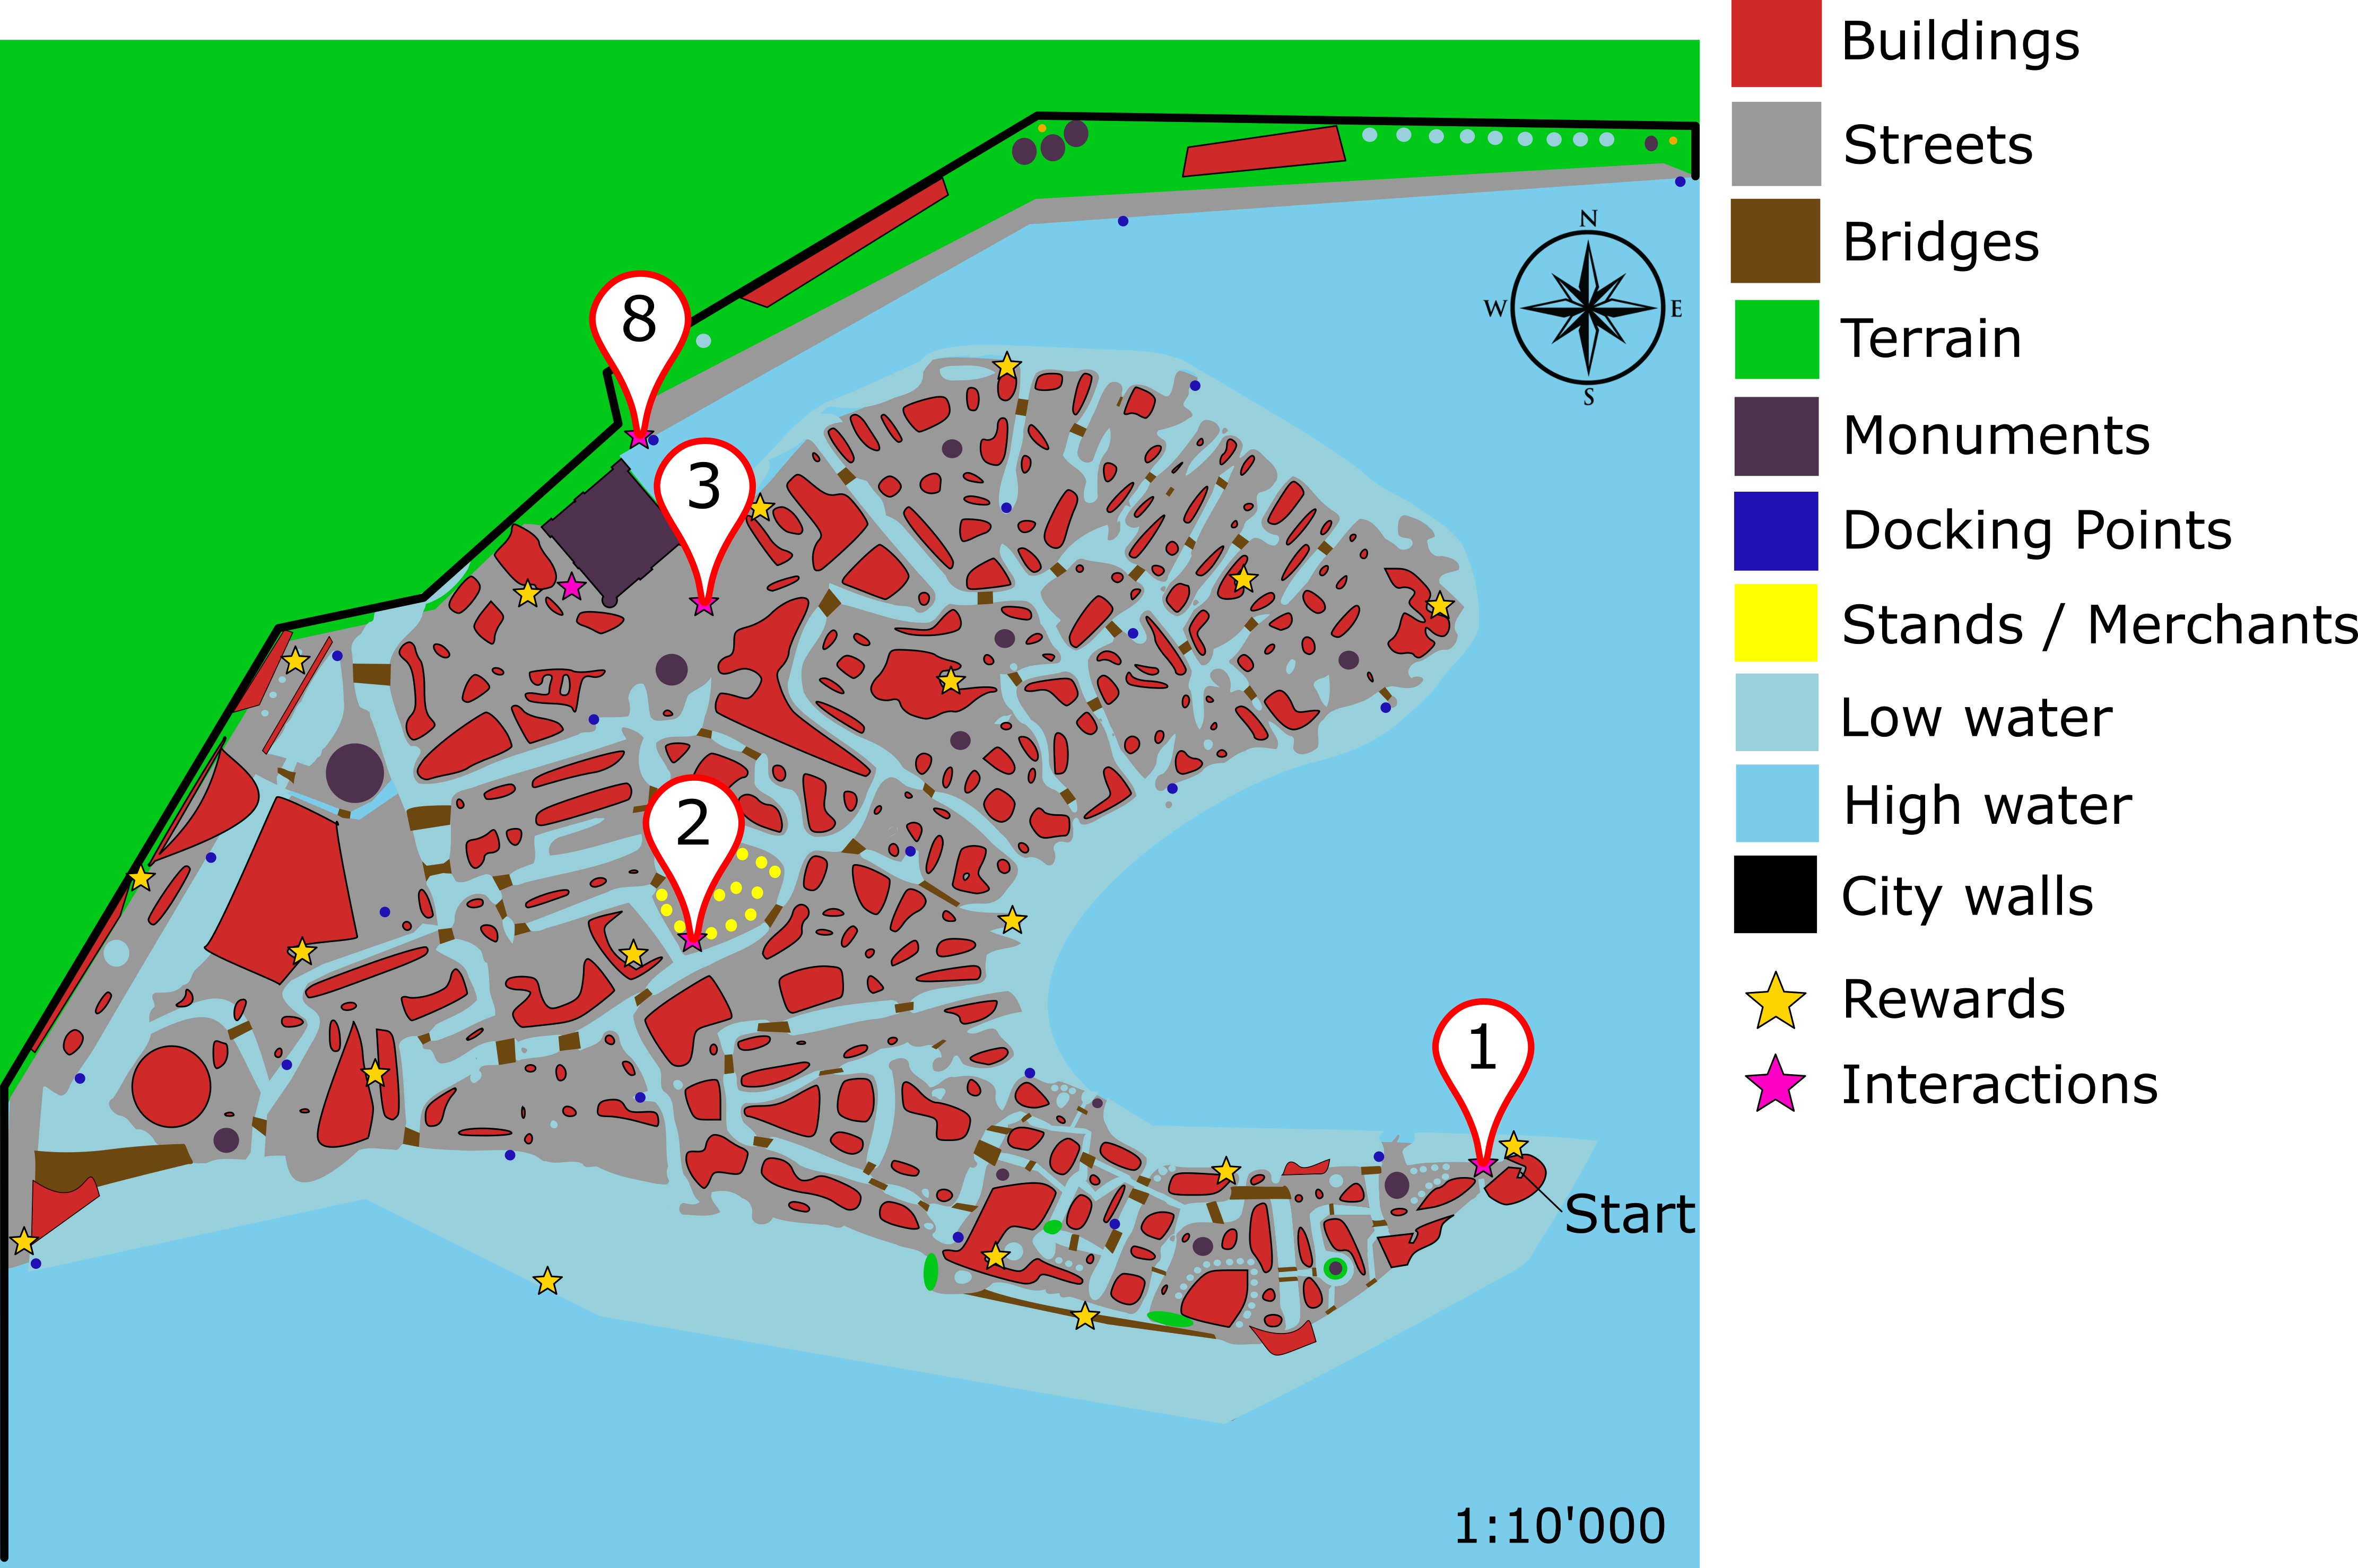 Buildings
Streets
N
Bridges
W
E
8
Terrain
S
Monuments
3
Docking Points
Stands / Merchants
Low water
2
High water
City walls
Rewards
1
Interactions
Start
1:10'000